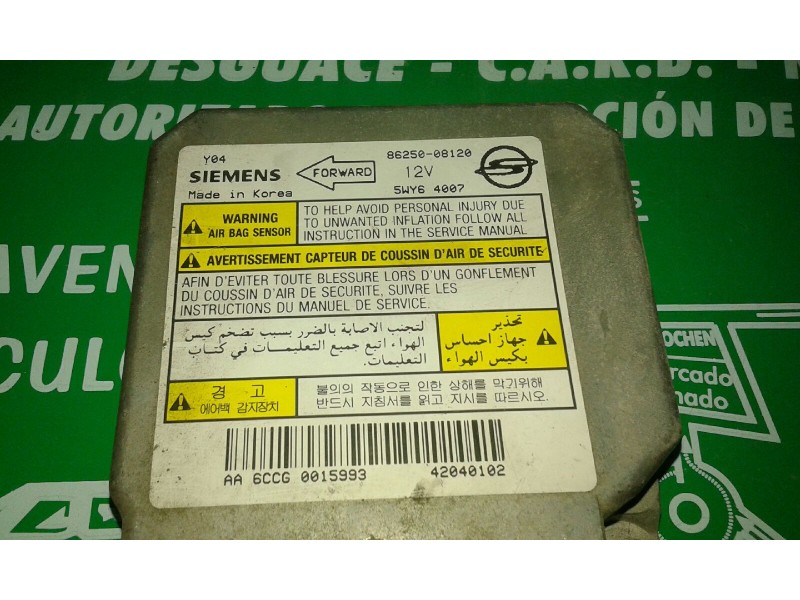 DESGUACE - C.A.R.D. -
AUTORIZADO
CIÓN DE
AVEN
CULO
OCHEN
ercado
nado
Y04
86250-08120
SIEMENS
FORWARD
12V
Made in Korea
5WY6 4007
WARNING
AIR BAG SENSOR
TO HELP AVOID PERSONAL INJURY DUE
TO UNWANTED INFLATION FOLLOW ALL
INSTRUCTION IN THE SERVICE MANUAL
AVERTISSEMENT CAPTEUR DE COUSSIN D'AIR DE SECURITE
AFIN D'EVITER TOUTE BLESSURE LORS D'UN GONFLEMENT
DU COUSSIN D'AIR DE SECURITE, SUIVRE LES
INSTRUCTIONS DU MANUEL DE SERVICE.
لتجنب الاصابة بالضرر بسبب تضخم كيس
الهواء اتبع جميع التعليمات في كتاب
التعليمات.
تحذير
جهاز احساس
بكيس الهواء
경 고
에어백 감지장치
불의의 작동으로 인한 상해를 막기위해
반드시 지침서를 읽고 지시를 따르시오.
AA 6CCG 0015993
42040102